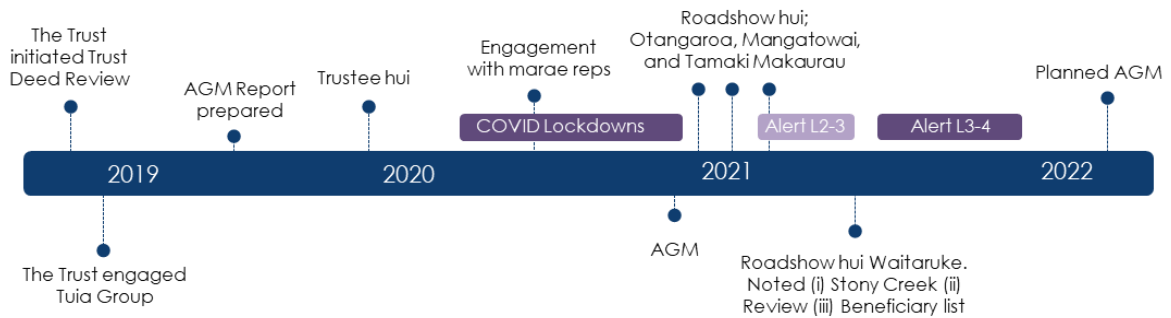 The Trust
initiated Trust
Deed Review
AGM Report
prepared
Trustee hui
Engagement
with marae reps
Roadshow hui;
Otangaroa, Mangatowai,
and Tamaki Makaurau
Planned AGM
COVID Lockdowns
Alert L2-3
Alert L3-4
2019
2020
2021
2022
The Trust engaged
Tuia Group
AGM
Roadshow hui Waitaruke.
Noted (i) Stony Creek (ii)
Review (iii) Beneficiary list